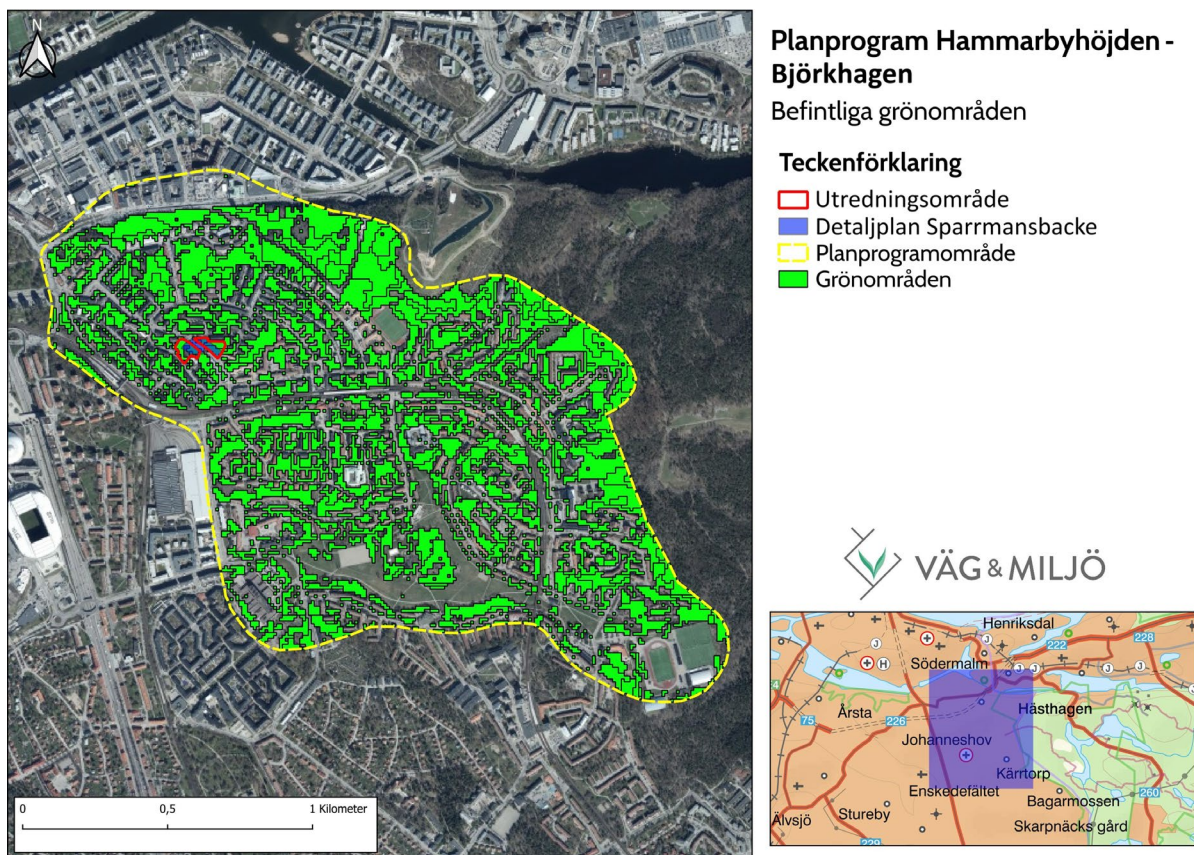 N
Planprogram Hammarbyhöjden -
Björkhagen
Befintliga grönområden
Teckenförklaring
Utredningsområde
Detaljplan Sparrmansbacke
Planprogramområde
Grönområden
VÄG & MILJÖ
0 0,5 1 Kilometer
Henriksdal
J
222
228
J
H
Södermalm
J
J
J
J
Årsta
Hästhagen
75
226
Johanneshov
Kärrtorp
Enskedefältet
260
Bagarmossen
Älvsjö
Stureby
Skarpnäcks gård
229